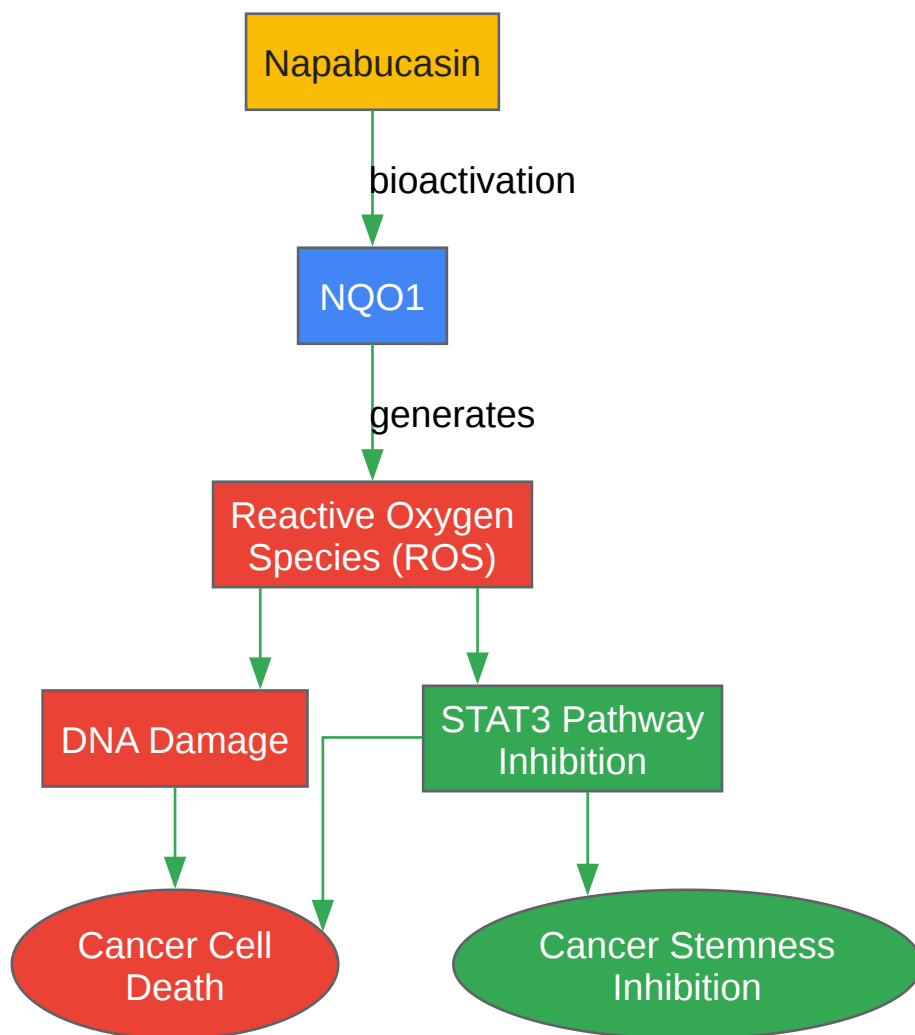 Napabucasin
bioactivation
NQO1
generates
Reactive Oxygen
Species (ROS)
DNA Damage
STAT3 Pathway
Inhibition
Cancer Cell
Death
Cancer Stemness
Inhibition